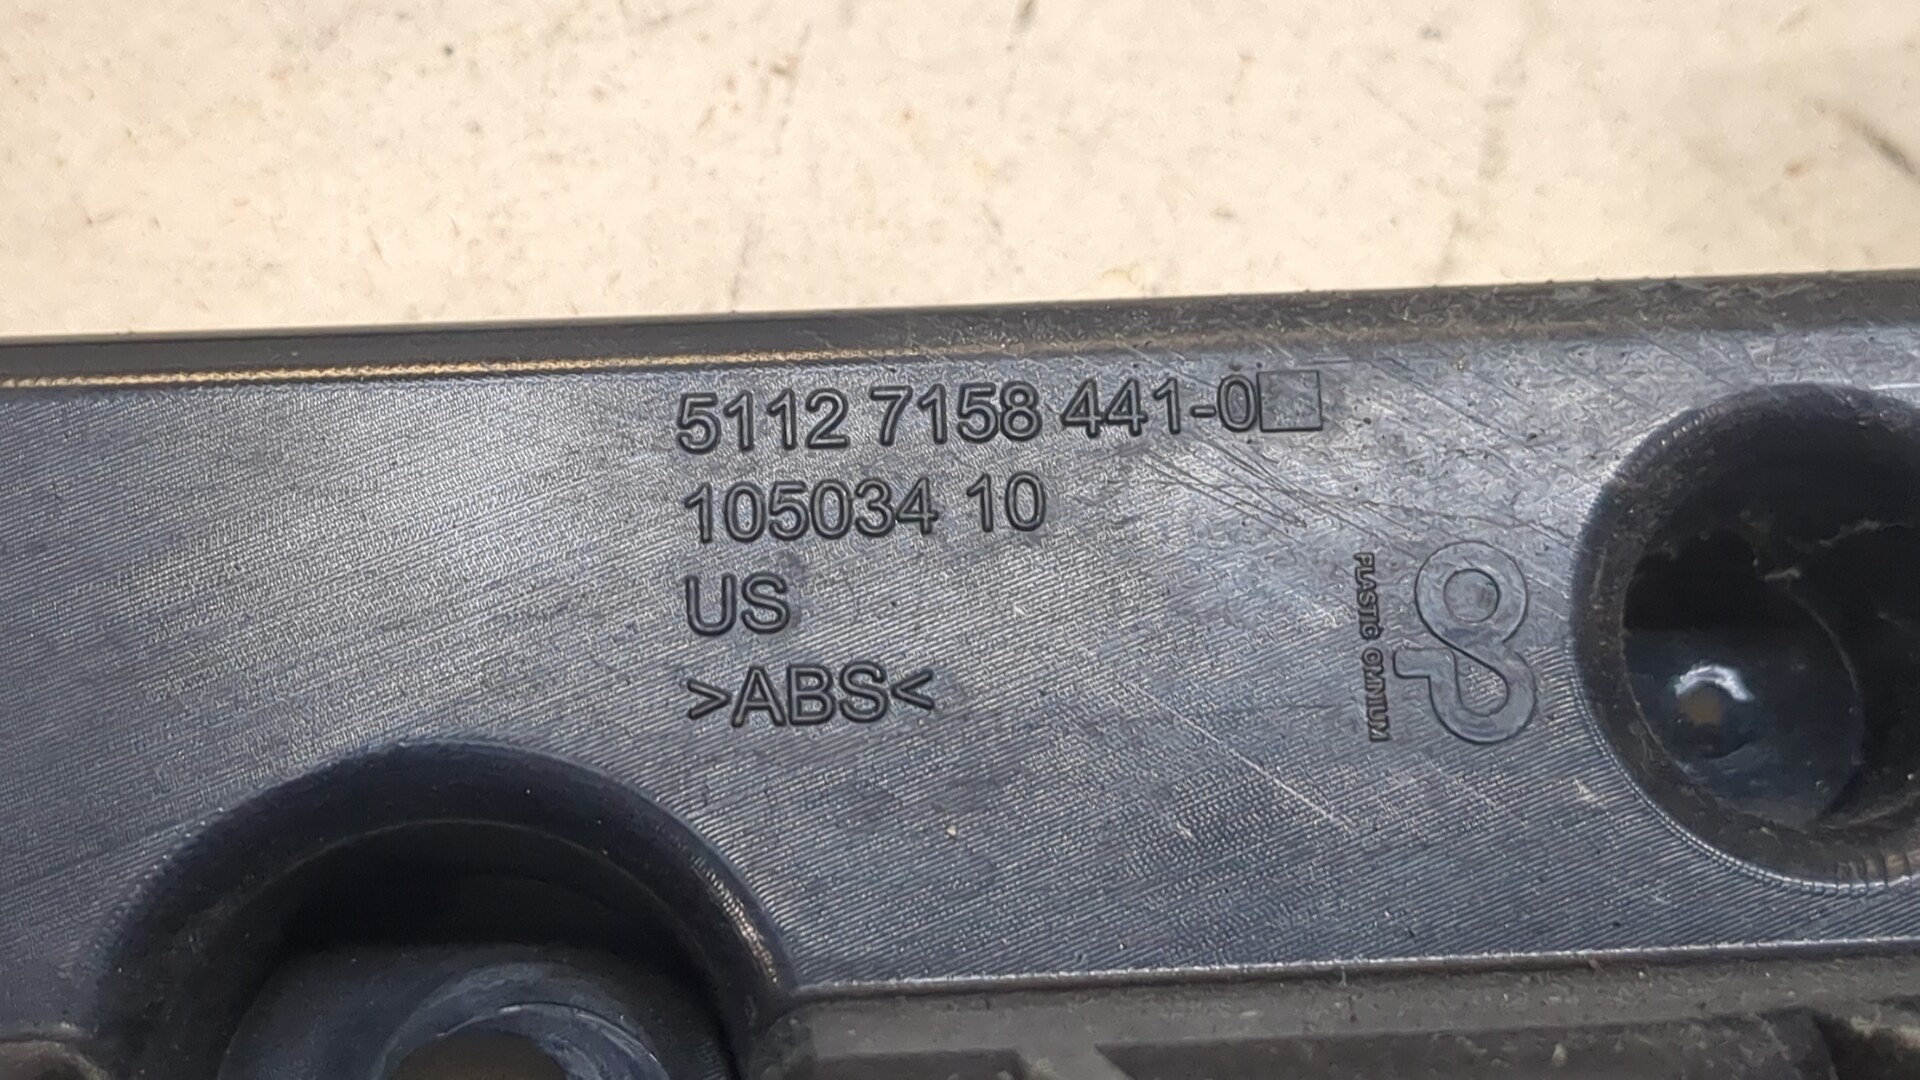 5112 7158 441-0
105034 10
US
>ABS<
PLASTIC OMNIUM